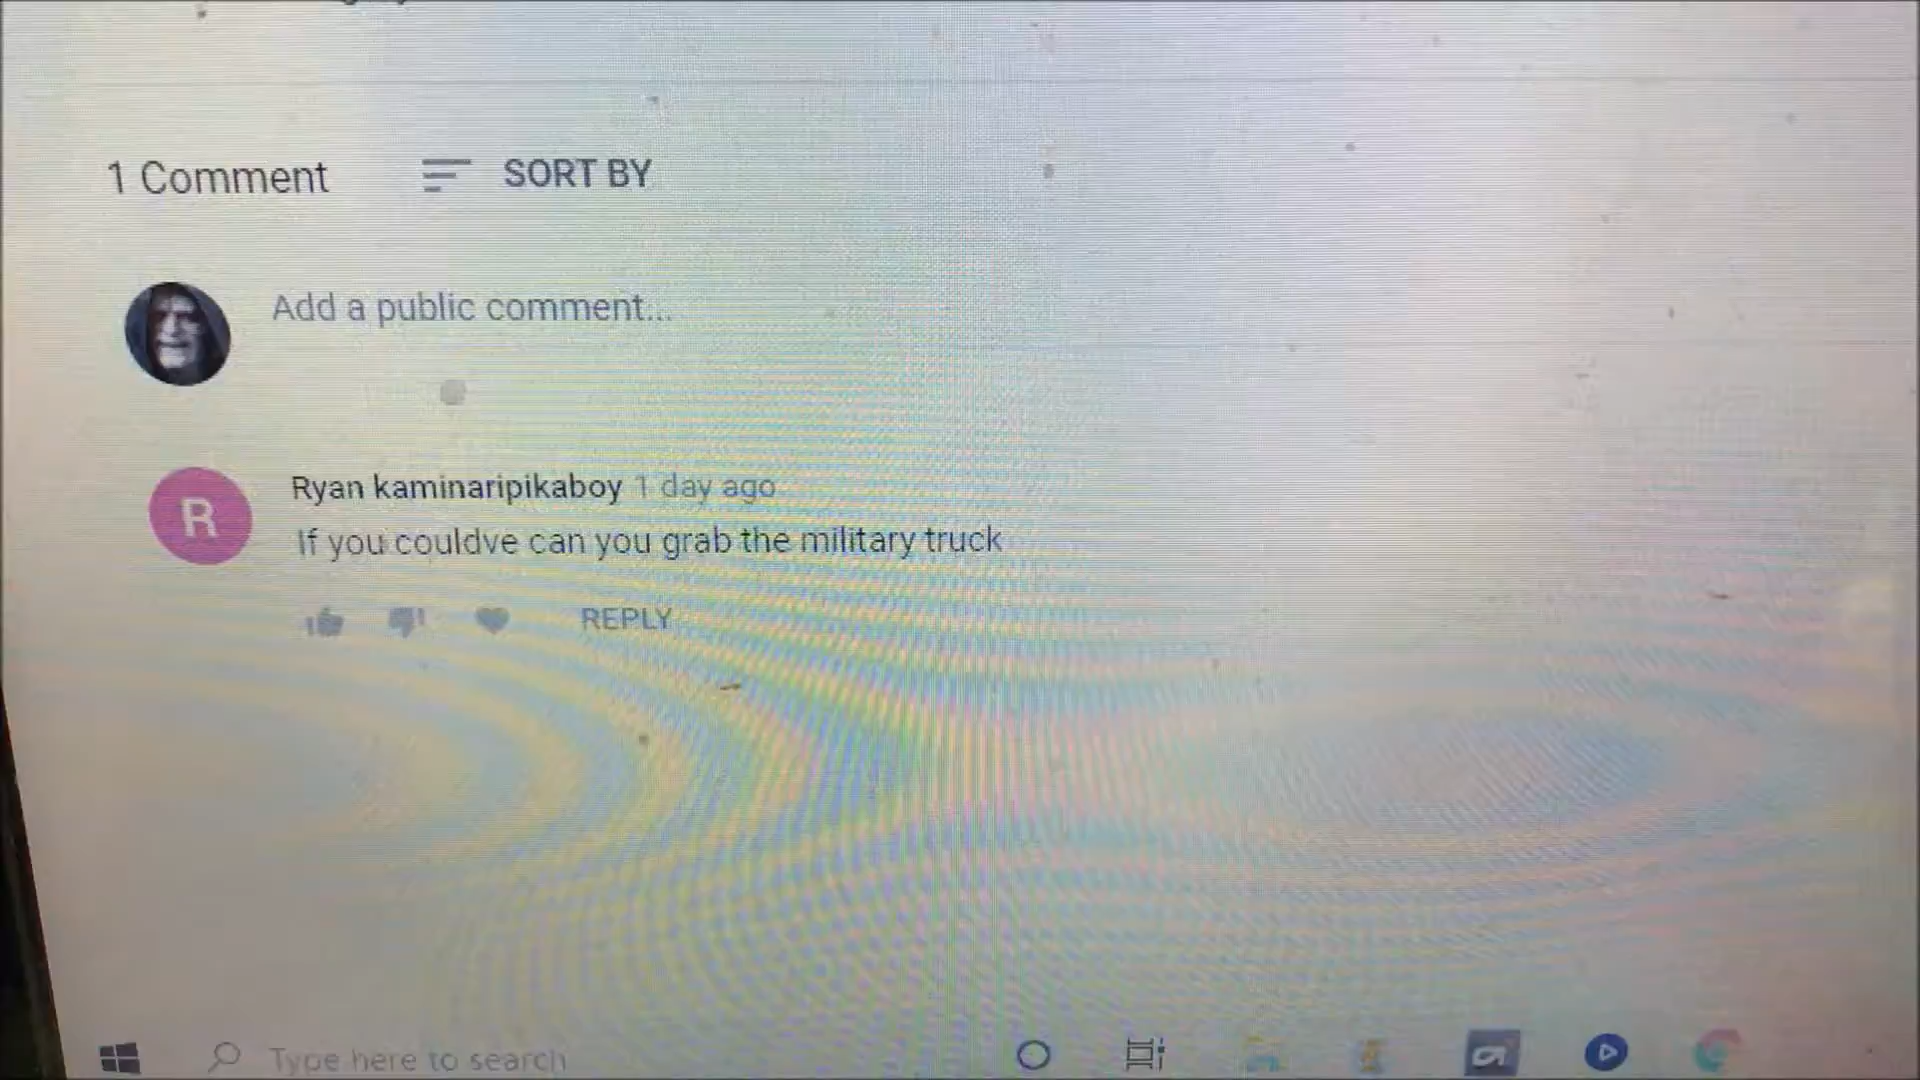 1 Comment
SORT BY
Add a public comment...
R
Ryan kaminaripikaboy 1 day ago
If you couldve can you grab the military truck
REPLY
Type here to search